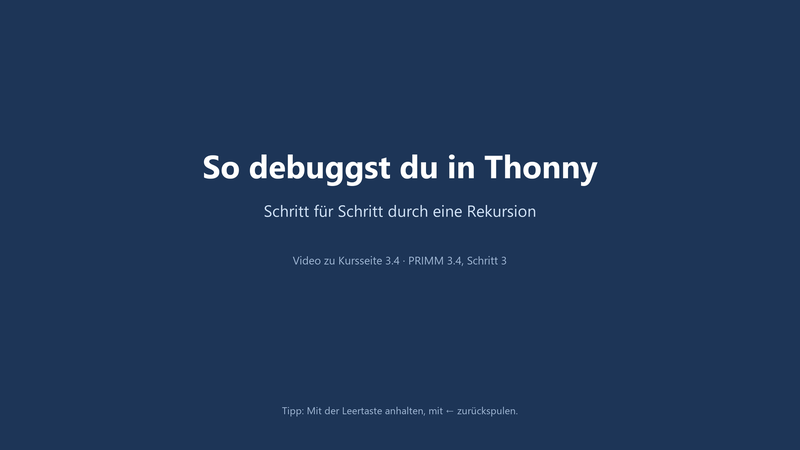 So debuggst du in Thonny
Schritt für Schritt durch eine Rekursion
Video zu Kursseite 3.4 · PRIMM 3.4, Schritt 3
Tipp: Mit der Leertaste anhalten, mit ← zurückspulen.